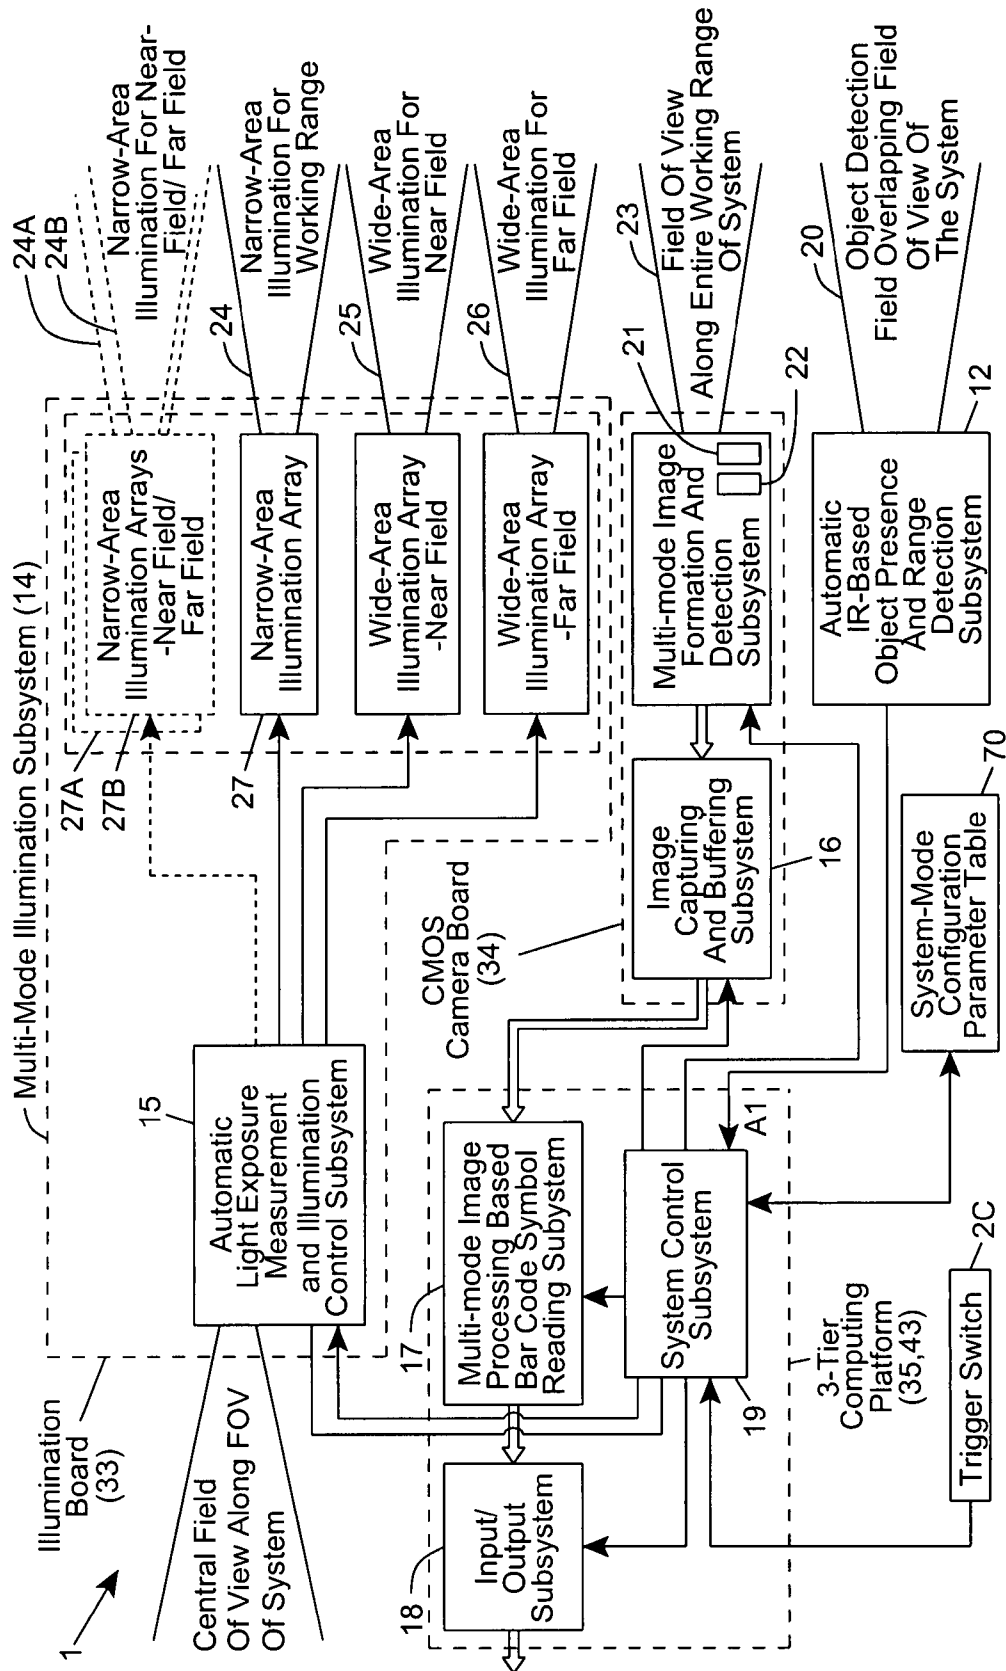 Multi-Mode Illumination Subsystem (14)
Illumination
Board
(33)
1
Central Field
Of View Along FOV
Of System
15
Automatic
Light Exposure
Measurement
and Illumination
Control Subsystem
27A
27B
Narrow-Area
Illumination Arrays
-Near Field/
Far Field
24A
24B
Narrow-Area
Illumination For Near-
Field/ Far Field
27
Narrow-Area
Illumination Array
24
Narrow-Area
Illumination For
Working Range
Wide-Area
Illumination Array
-Near Field
25
Wide-Area
Illumination For
Near Field
Wide-Area
Illumination Array
-Far Field
26
Wide-Area
Illumination For
Far Field
CMOS
Camera Board
(34)
Image
Capturing
And Buffering
Subsystem
16
Multi-mode Image
Formation And
Detection
Subsystem
21
22
23
Field Of View
Along Entire Working Range
Of System
17
Multi-mode Image
Processing Based
Bar Code Symbol
Reading Subystem
18
Input/
Output
Subsystem
System Control
Subsystem
19
A1
3-Tier
Computing
Platform
(35,43)
Automatic
IR-Based
Object Presence
And Range
Detection
Subsystem
12
20
Object Detection
Field Overlapping Field
Of View Of
The System
System-Mode
Configuration
Parameter Table
70
Trigger Switch
2C